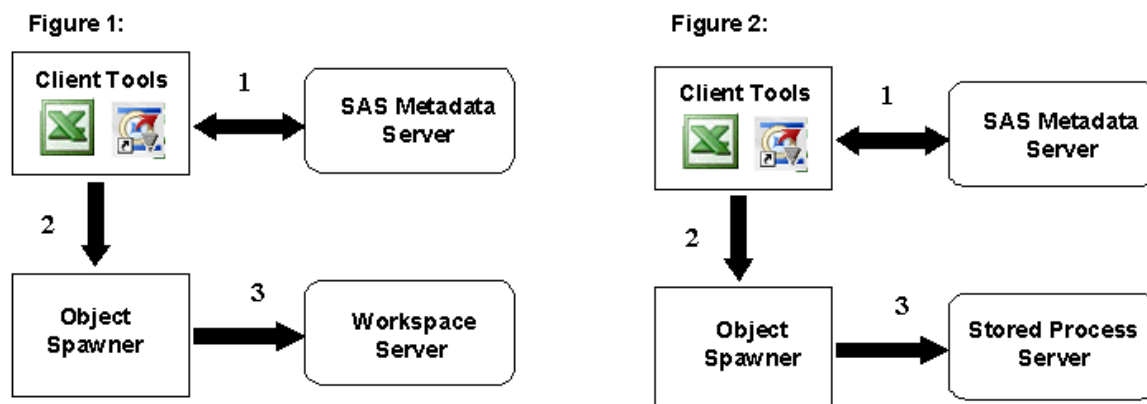 Figure 1:
Client Tools
1
SAS Metadata
Server
2
Object
Spawner
3
Workspace
Server
Figure 2:
Client Tools
1
SAS Metadata
Server
2
Object
Spawner
3
Stored Process
Server